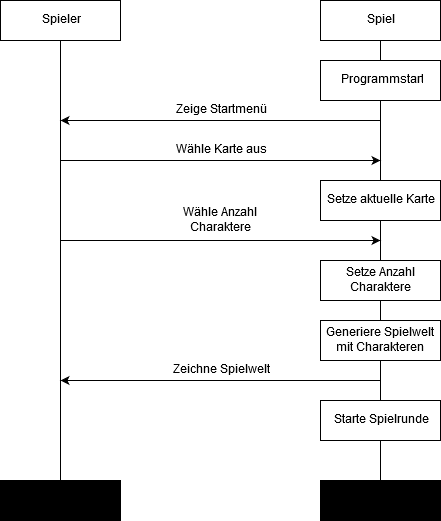 Spieler
Spiel
Programmstart
Zeige Startmenü
Wähle Karte aus
Setze aktuelle Karte
Wähle Anzahl
Charaktere
Setze Anzahl
Charaktere
Generiere Spielwelt
mit Charakteren
Zeichne Spielwelt
Starte Spielrunde